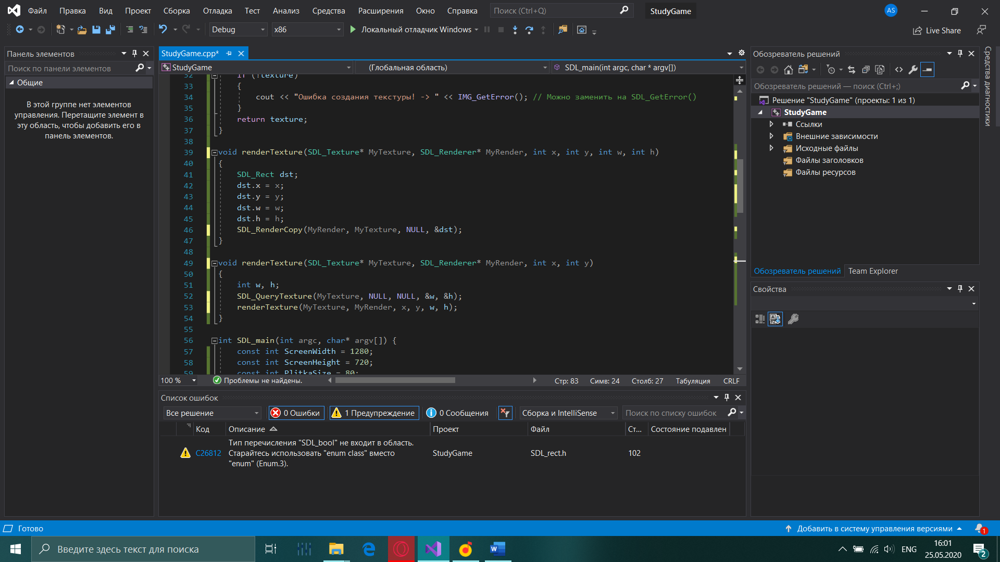 Файл Правка Вид Проект Сборка Отладка Тест Анализ Средства Расширения Окно Справка Поиск (Ctrl+Q) StudyGame AS
Debug x86 Локальный отладчик Windows Live Share
Панель элементов
Поиск по панели элементов
Общие
В этой группе нет элементов
управления. Перетащите элемент в
эту область, чтобы добавить его в
панель элементов.
StudyGame.cpp*
StudyGame (Глобальная область) SDL_main(int argc, char * argv[])
32 if (!texture)
33 {
34 cout << "Ошибка создания текстуры! -> " << IMG_GetError(); // Можно заменить на SDL_GetError()
35 }
36 return texture;
37 }
38
39 void renderTexture(SDL_Texture* MyTexture, SDL_Renderer* MyRender, int x, int y, int w, int h)
40 {
41 SDL_Rect dst;
42 dst.x = x;
43 dst.y = y;
44 dst.w = w;
45 dst.h = h;
46 SDL_RenderCopy(MyRender, MyTexture, NULL, &dst);
47 }
48
49 void renderTexture(SDL_Texture* MyTexture, SDL_Renderer* MyRender, int x, int y)
50 {
51 int w, h;
52 SDL_QueryTexture(MyTexture, NULL, NULL, &w, &h);
53 renderTexture(MyTexture, MyRender, x, y, w, h);
54 }
55
56 int SDL_main(int argc, char* argv[]) {
57 const int ScreenWidth = 1280;
58 const int ScreenHeight = 720;
59 const int PlitkaSize = 80;
100 % Проблемы не найдены. Стр: 83 Симв: 24 Столб: 27 Табуляция CRLF
Список ошибок
Все решение 0 Ошибки 1 Предупреждение 0 Сообщения Сборка и IntelliSense Поиск по списку ошибок
Код Описание Проект Файл Ст... Состояние подавлен
C26812 Тип перечисления "SDL_bool" не входит в область. Старайтесь использовать "enum class" вместо "enum" (Enum.3). StudyGame SDL_rect.h 102
Обозреватель решений
Обозреватель решений — поиск (Ctrl+;)
Решение "StudyGame" (проекты: 1 из 1)
StudyGame
Ссылки
Внешние зависимости
Исходные файлы
Файлы заголовков
Файлы ресурсов
Обозреватель решений Team Explorer
Свойства
Средства диагностики
Готово Добавить в систему управления версиями 1
Введите здесь текст для поиска ENG 16:01
25.05.2020 2